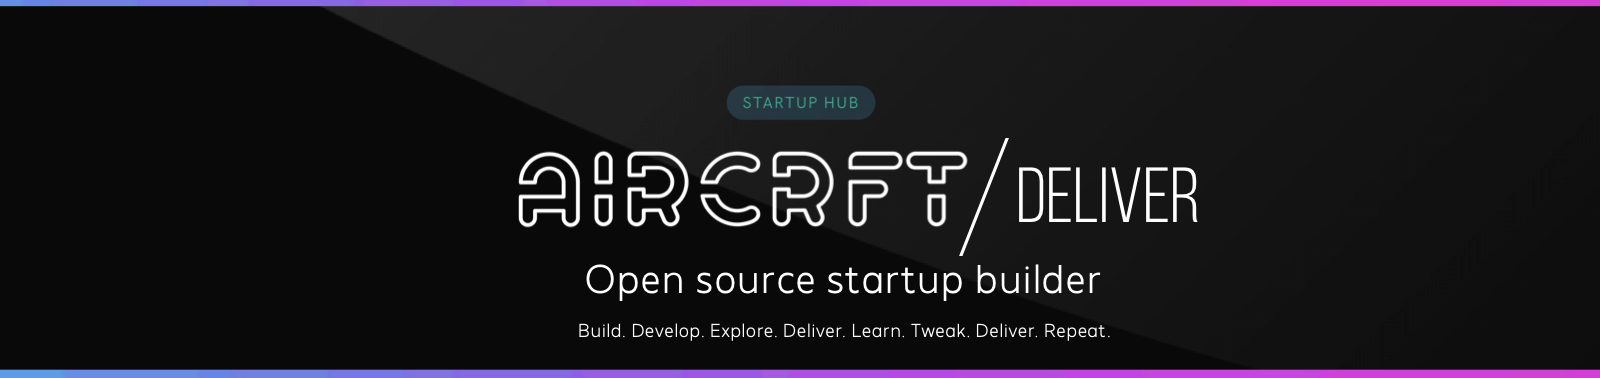 STARTUP HUB
AIRCRFT/DELIVER
Open source startup builder
Build. Develop. Explore. Deliver. Learn. Tweak. Deliver. Repeat.